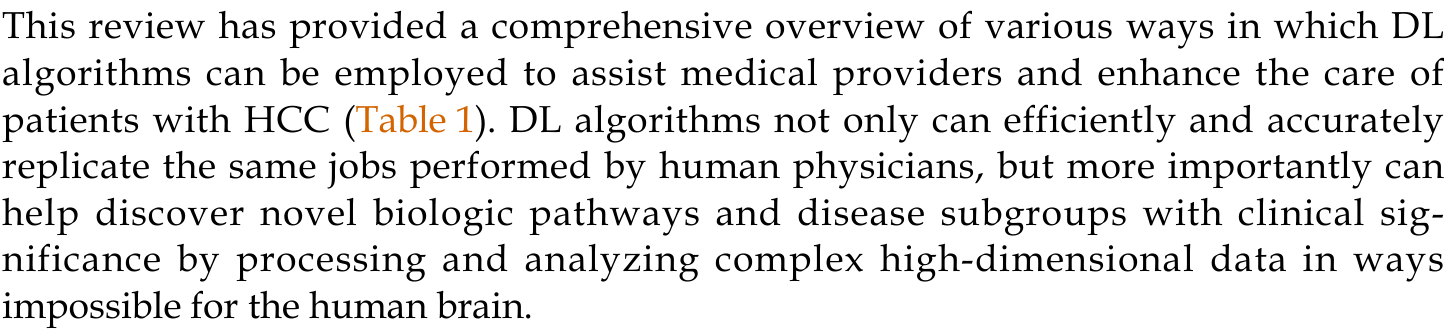 This review has provided a comprehensive overview of various ways in which DL
algorithms can be employed to assist medical providers and enhance the care of
patients with HCC (Table 1). DL algorithms not only can efficiently and accurately
replicate the same jobs performed by human physicians, but more importantly can
help discover novel biologic pathways and disease subgroups with clinical sig-
nificance by processing and analyzing complex high-dimensional data in ways
impossible for the human brain.